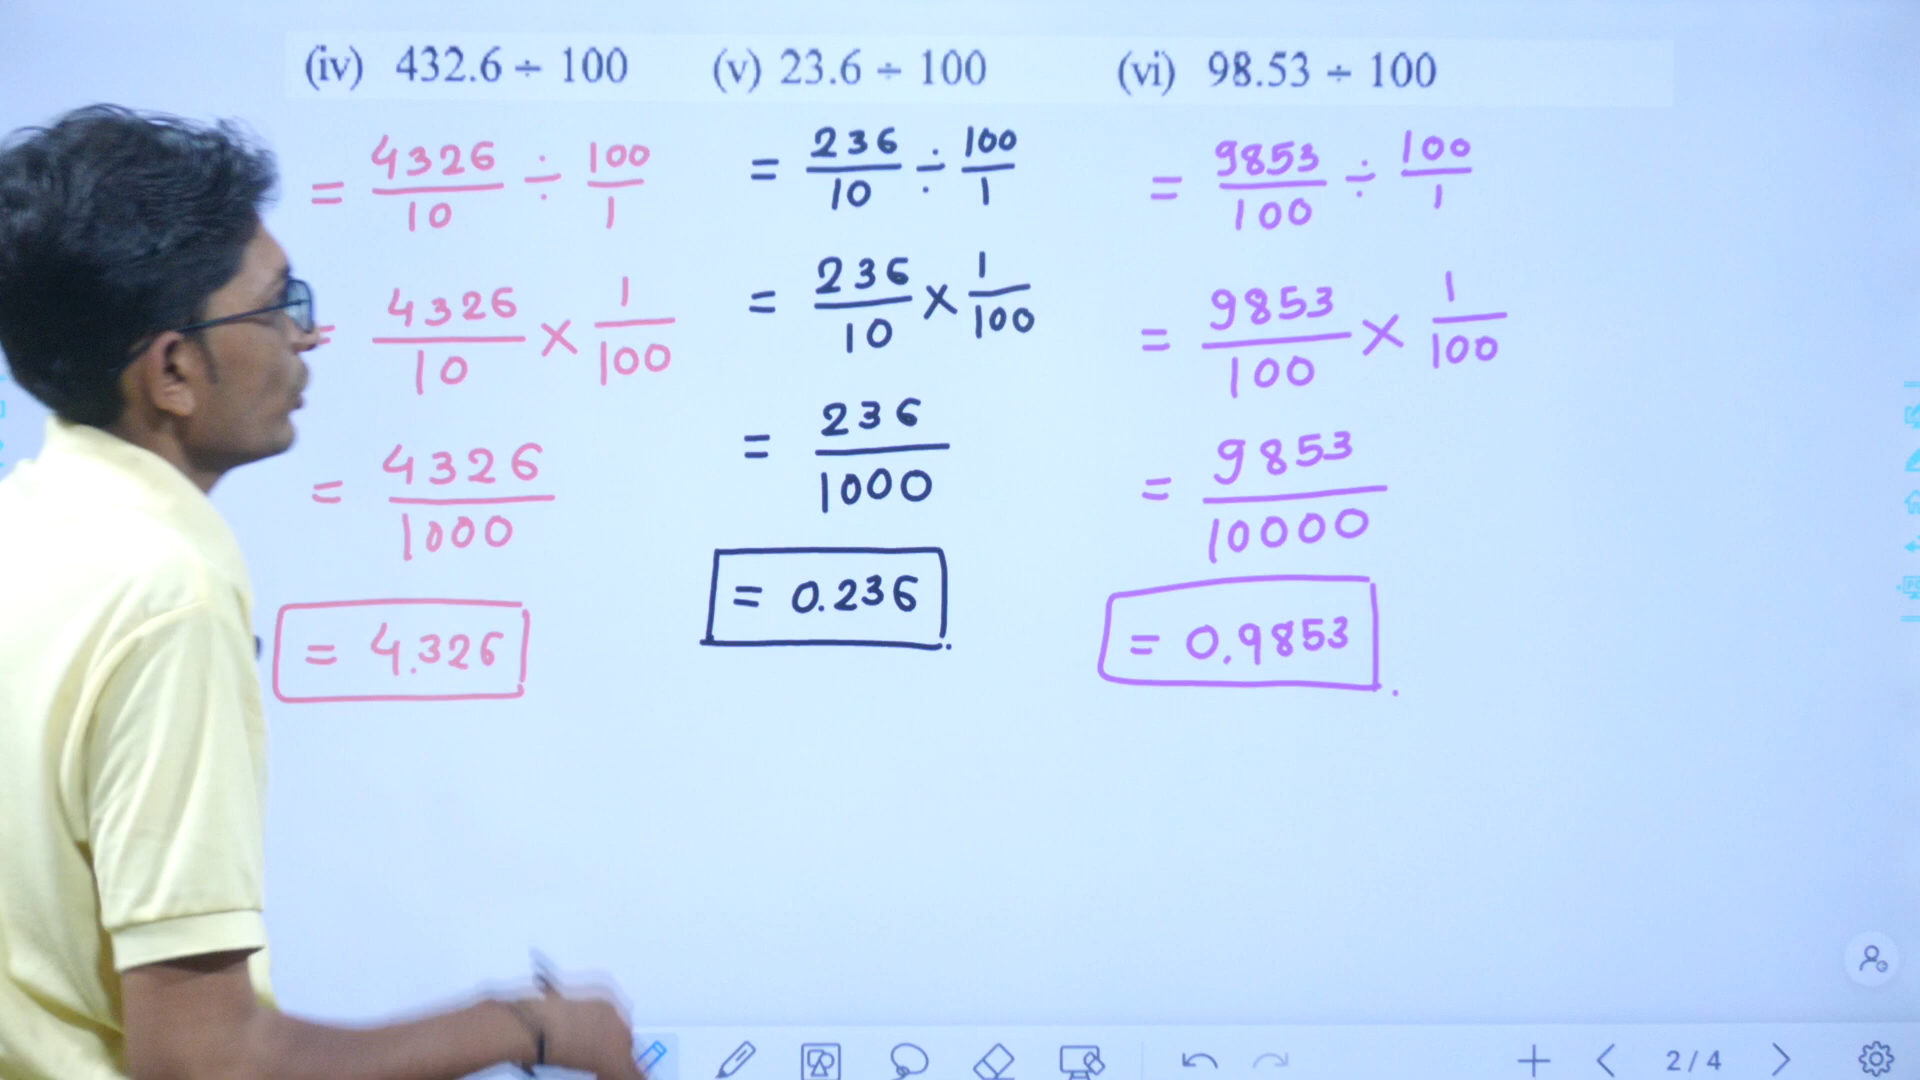 (iv) 432.6 ÷ 100 (v) 23.6 ÷ 100 (vi) 98.53 ÷ 100
= 4326/10 ÷ 100/1
= 4326/10 × 1/100
= 4326/1000
= 4.326
= 236/10 ÷ 100/1
= 236/10 × 1/100
= 236/1000
= 0.236.
= 9853/100 ÷ 100/1
= 9853/100 × 1/100
= 9853/10000
= 0.9853.
2/4